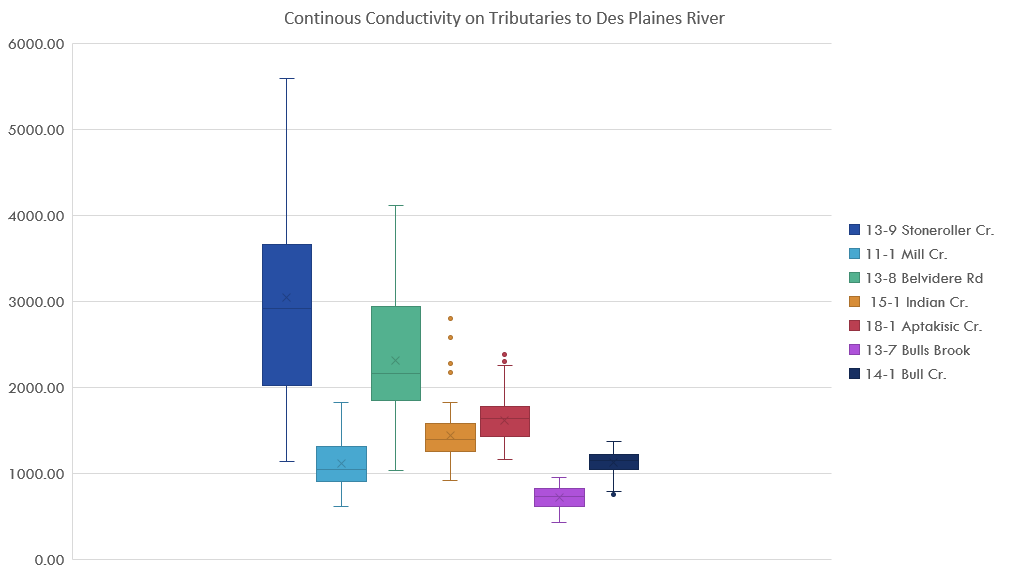 Continous Conductivity on Tributaries to Des Plaines River
6000.00
5000.00
4000.00
3000.00
2000.00
1000.00
0.00
13-9 Stoneroller Cr.
11-1 Mill Cr.
13-8 Belvidere Rd
15-1 Indian Cr.
18-1 Aptakisic Cr.
13-7 Bulls Brook
14-1 Bull Cr.